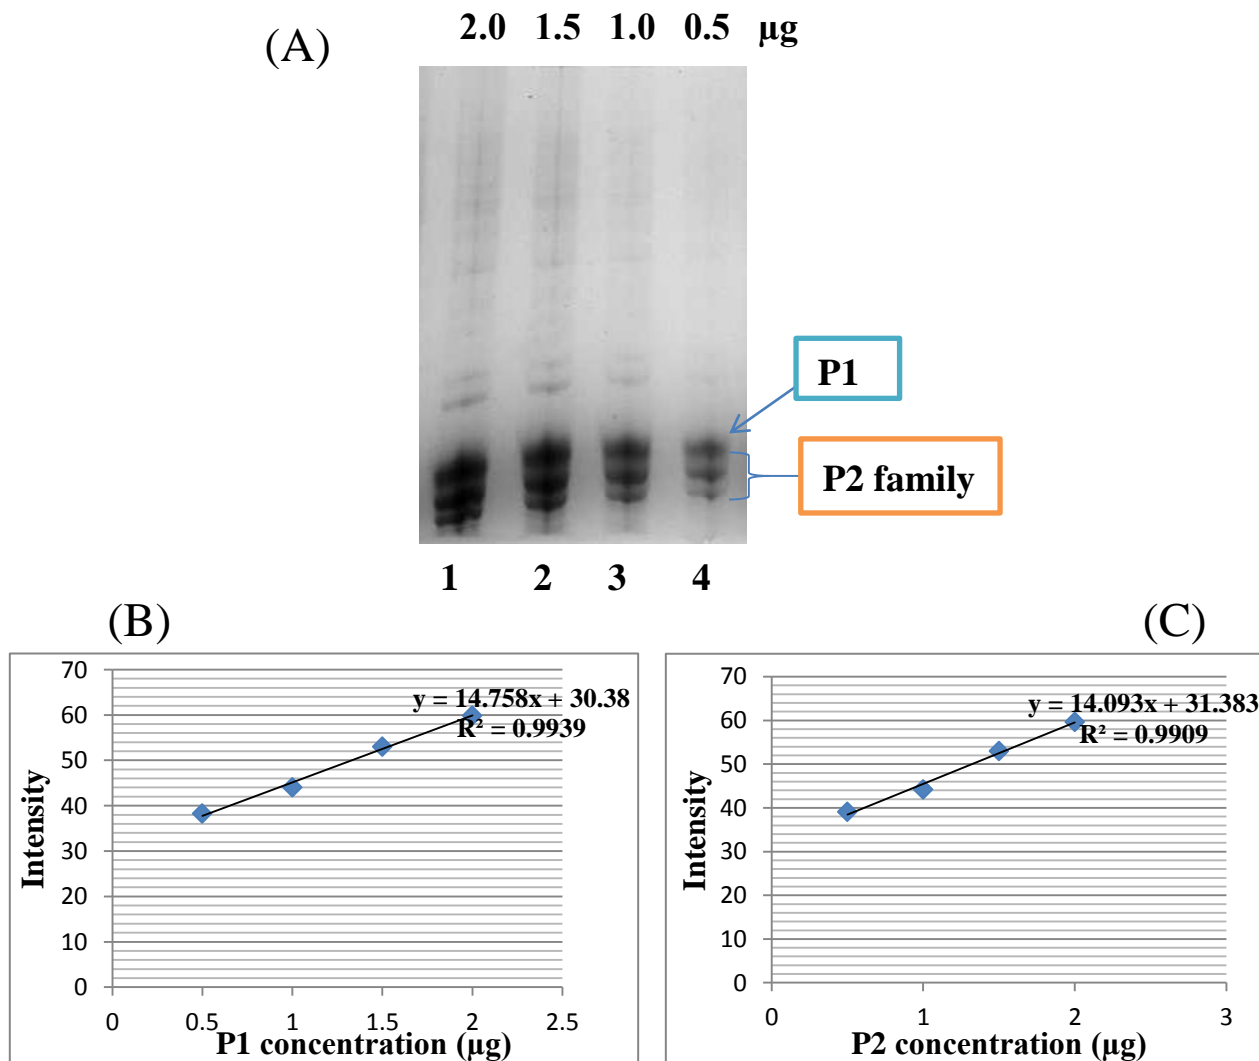 (A)
2.0 1.5 1.0 0.5 µg
P1
P2 family
1 2 3 4
(B)
70
60
50
40
30
20
10
0
Intensity
y = 14.758x + 30.38
R² = 0.9939
0 0.5 1 1.5 2 2.5
P1 concentration (µg)
(C)
70
60
50
40
30
20
10
0
Intensity
y = 14.093x + 31.383
R² = 0.9909
0 1 2 3
P2 concentration (µg)